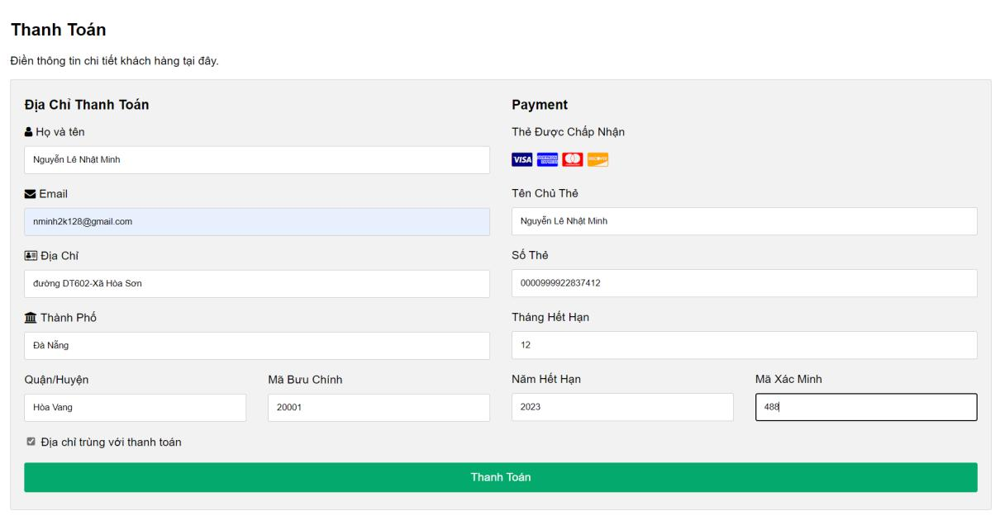 Thanh Toán
Điền thông tin chi tiết khách hàng tại đây.
Địa Chỉ Thanh Toán
Họ và tên
Nguyễn Lê Nhật Minh
Email
nminh2k128@gmail.com
Địa Chỉ
đường DT602-Xã Hòa Sơn
Thành Phố
Đà Nẵng
Quận/Huyện Mã Bưu Chính
Hòa Vang 20001
Địa chỉ trùng với thanh toán
Payment
Thẻ Được Chấp Nhận
VISA AMERICAN EXPRESS DISCOVER
Tên Chủ Thẻ
Nguyễn Lê Nhật Minh
Số Thẻ
0000999922837412
Tháng Hết Hạn
12
Năm Hết Hạn Mã Xác Minh
2023 488
Thanh Toán